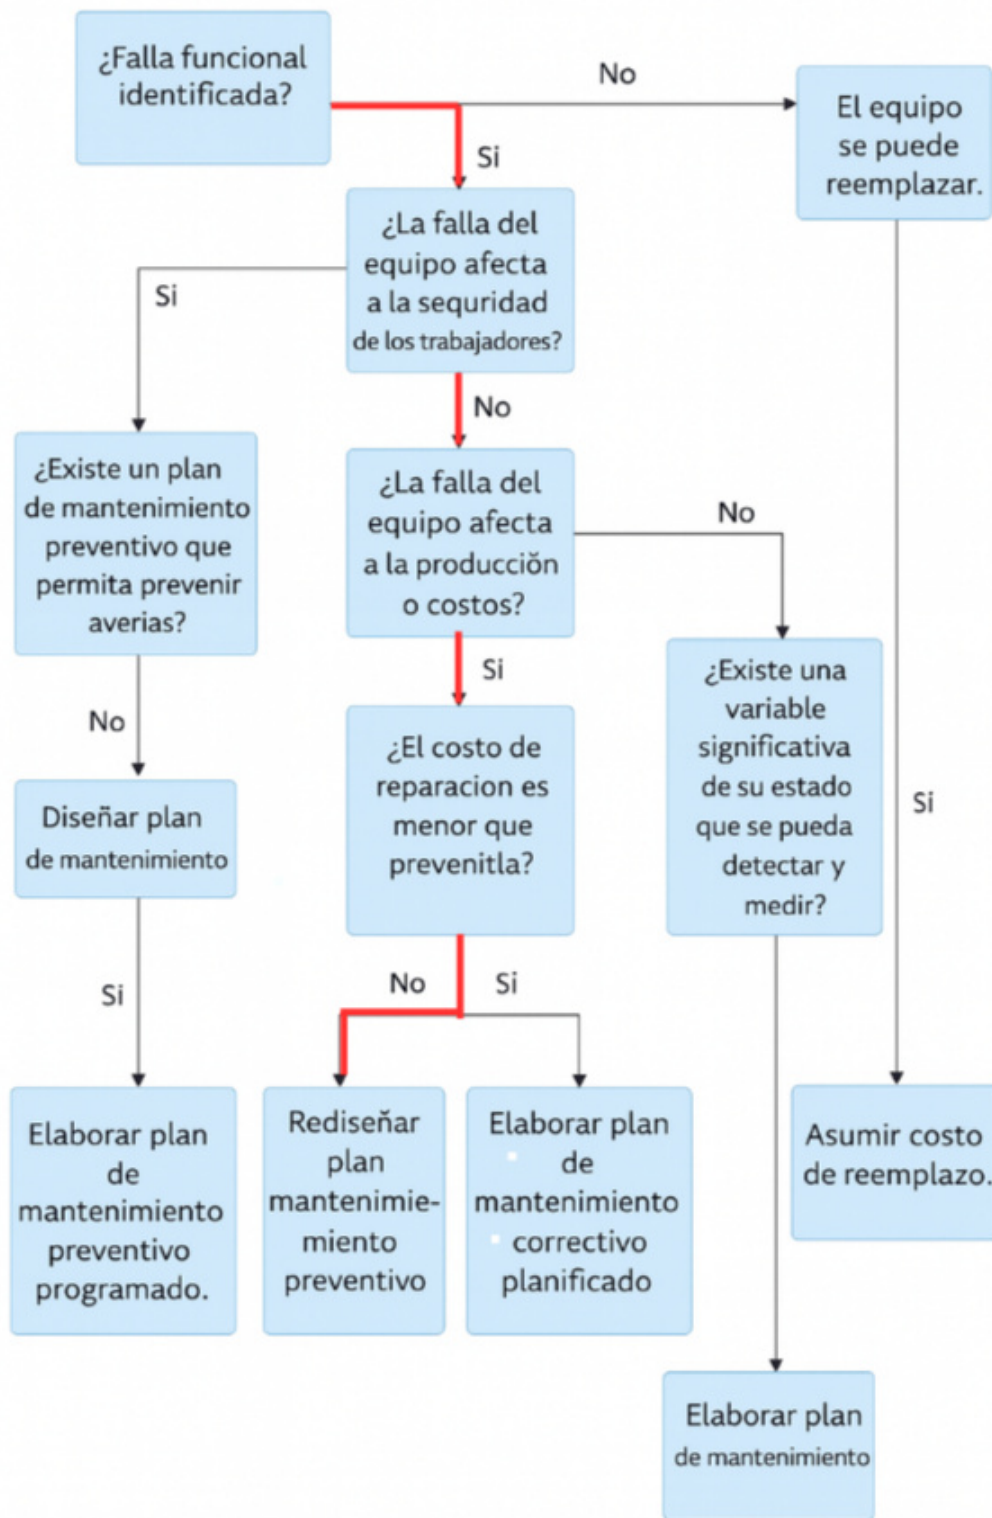 ¿Falla funcional
identificada?
No
El equipo
se puede
reemplazar.
Si
¿La falla del
equipo afecta
a la sequridad
de los trabajadores?
Si
No
¿Existe un plan
de mantenimiento
preventivo que
permita prevenir
averias?
¿La falla del
equipo afecta
a la producción
o costos?
No
Si
¿Existe una
variable
significativa
de su estado
que se pueda
detectar y
medir?
No
¿El costo de
reparacion es
menor que
prevenitla?
Si
Diseñar plan
de mantenimiento
No
Si
Si
Elaborar plan
de
mantenimiento
preventivo
programado.
Rediseñar
plan
mantenimie-
miento
preventivo
Elaborar plan
de
mantenimiento
correctivo
planificado
Asumir costo
de reemplazo.
Elaborar plan
de mantenimiento